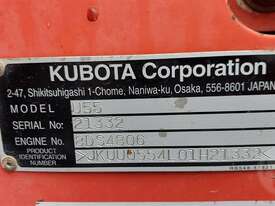 KUBOTA Corporation
2-47, Shikitsuhigashi 1-Chome, Naniwa-ku, Osaka, 556-8601 JAPAN
MODEL U55
SERIAL No: 21332
ENGINE No.
PRODUCT
IDENTIFICATION
NUMBER